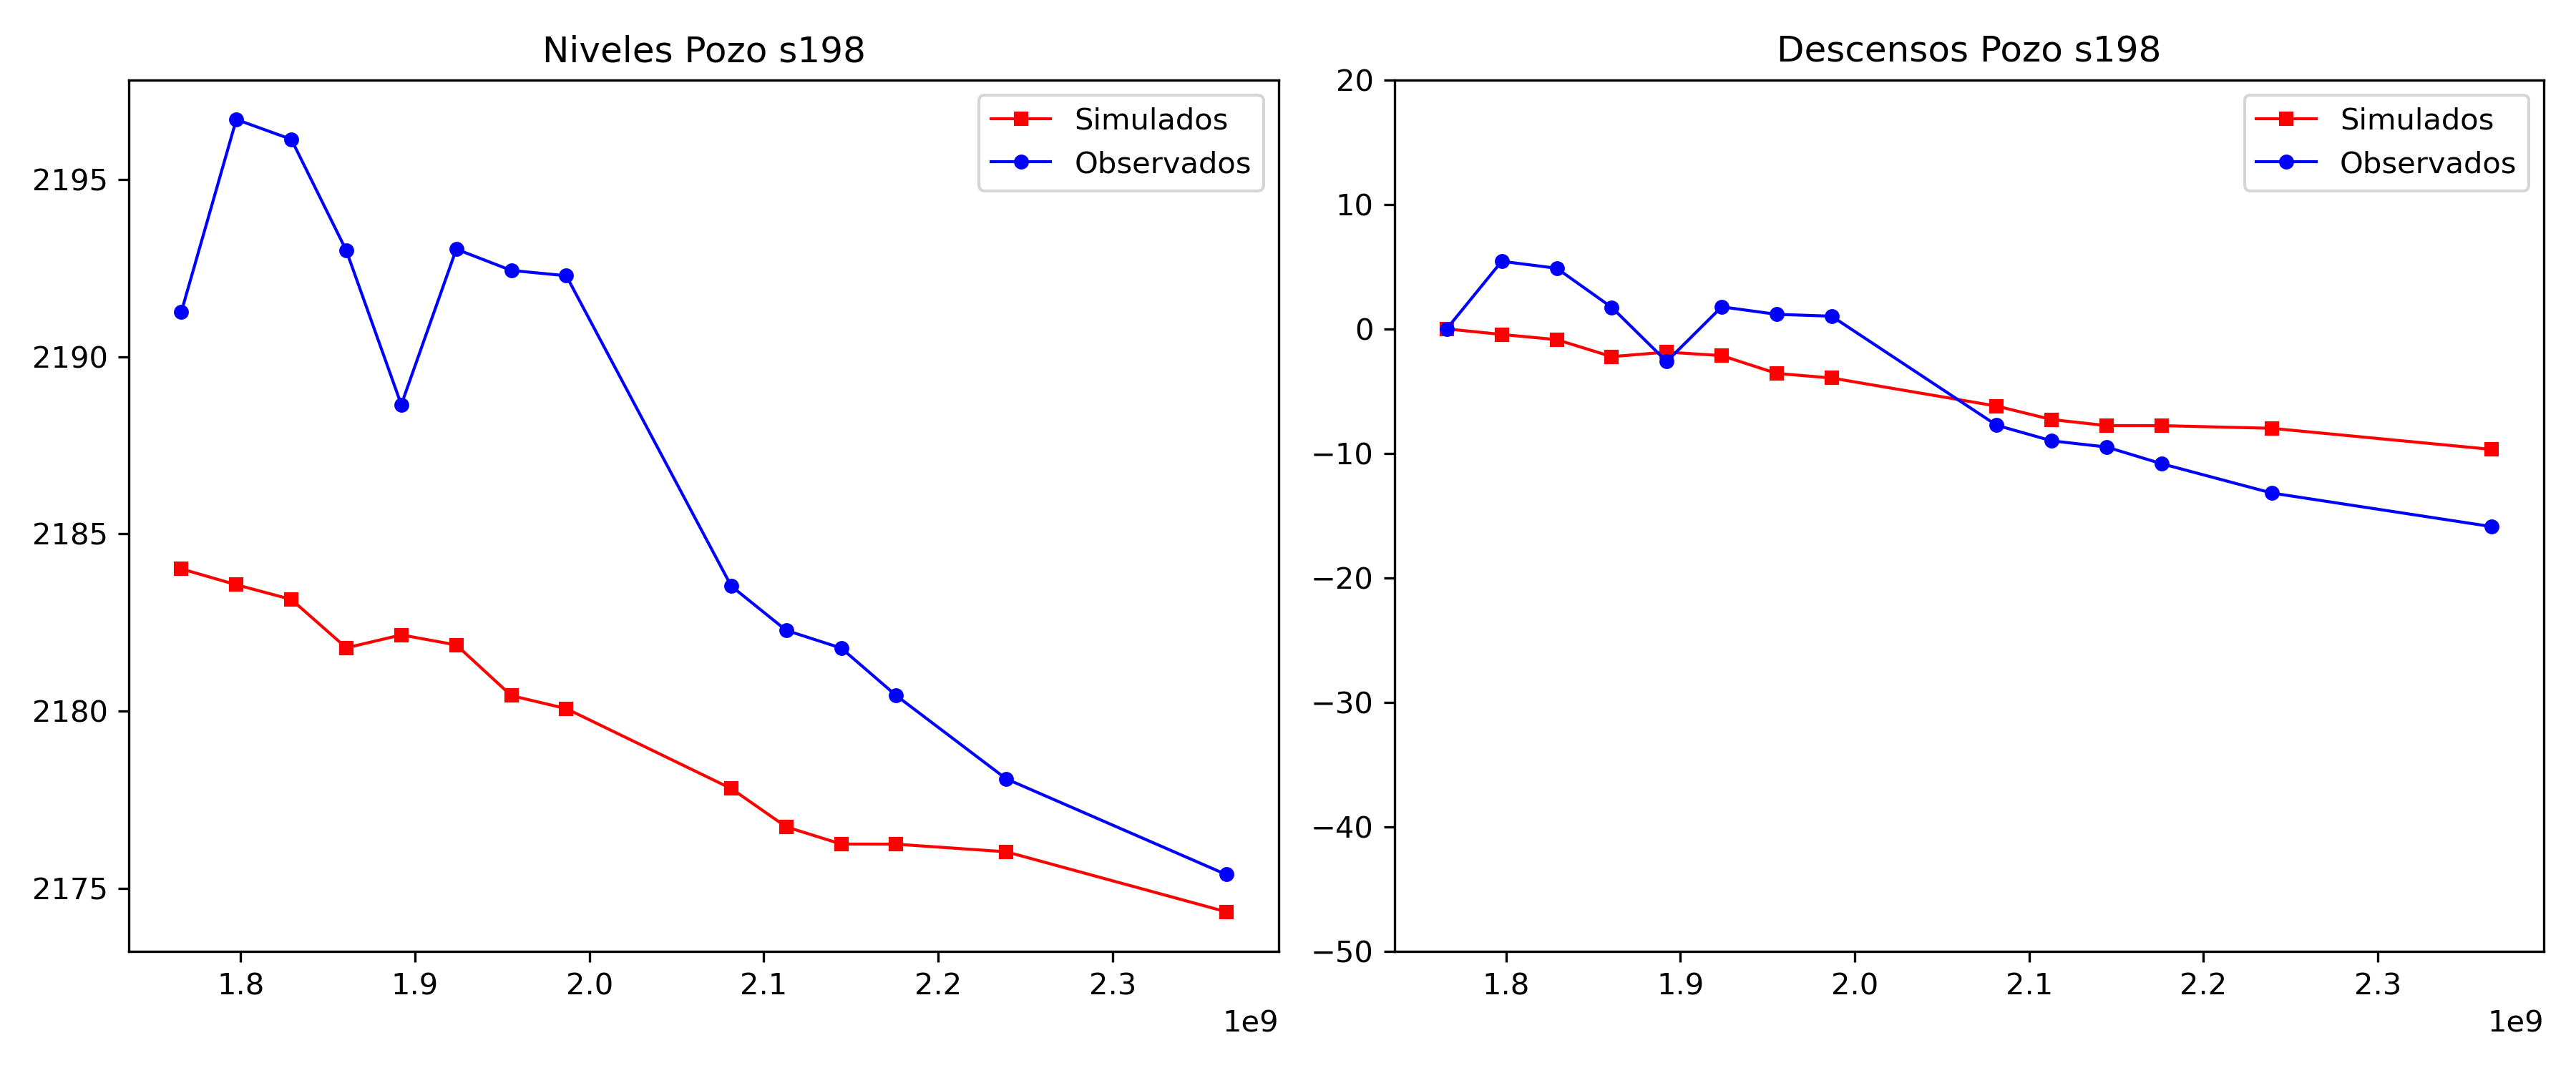 Niveles Pozo s198
Simulados
Observados
2195
2190
2185
2180
2175
1.8 1.9 2.0 2.1 2.2 2.3
1e9
Descensos Pozo s198
Simulados
Observados
20
10
0
−10
−20
−30
−40
−50
1.8 1.9 2.0 2.1 2.2 2.3
1e9